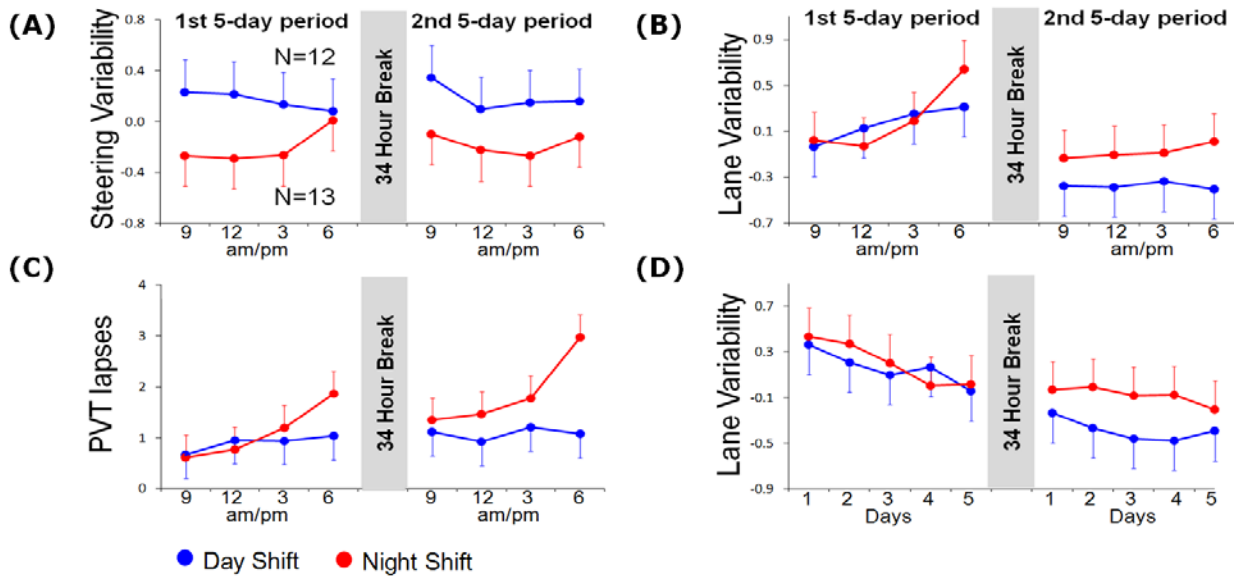 (A)
1st 5-day period
2nd 5-day period
Steering Variability
0.8
0.4
0.0
-0.4
-0.8
N=12
N=13
34 Hour Break
9 12 3 6
am/pm
9 12 3 6
am/pm
(B)
1st 5-day period
2nd 5-day period
Lane Variability
0.9
0.5
0.1
-0.3
-0.7
34 Hour Break
9 12 3 6
am/pm
9 12 3 6
am/pm
(C)
PVT lapses
4
3
2
1
0
34 Hour Break
9 12 3 6
am/pm
9 12 3 6
am/pm
(D)
Lane Variability
0.7
0.3
-0.1
-0.5
-0.9
34 Hour Break
1 2 3 4 5
Days
1 2 3 4 5
Days
Day Shift Night Shift